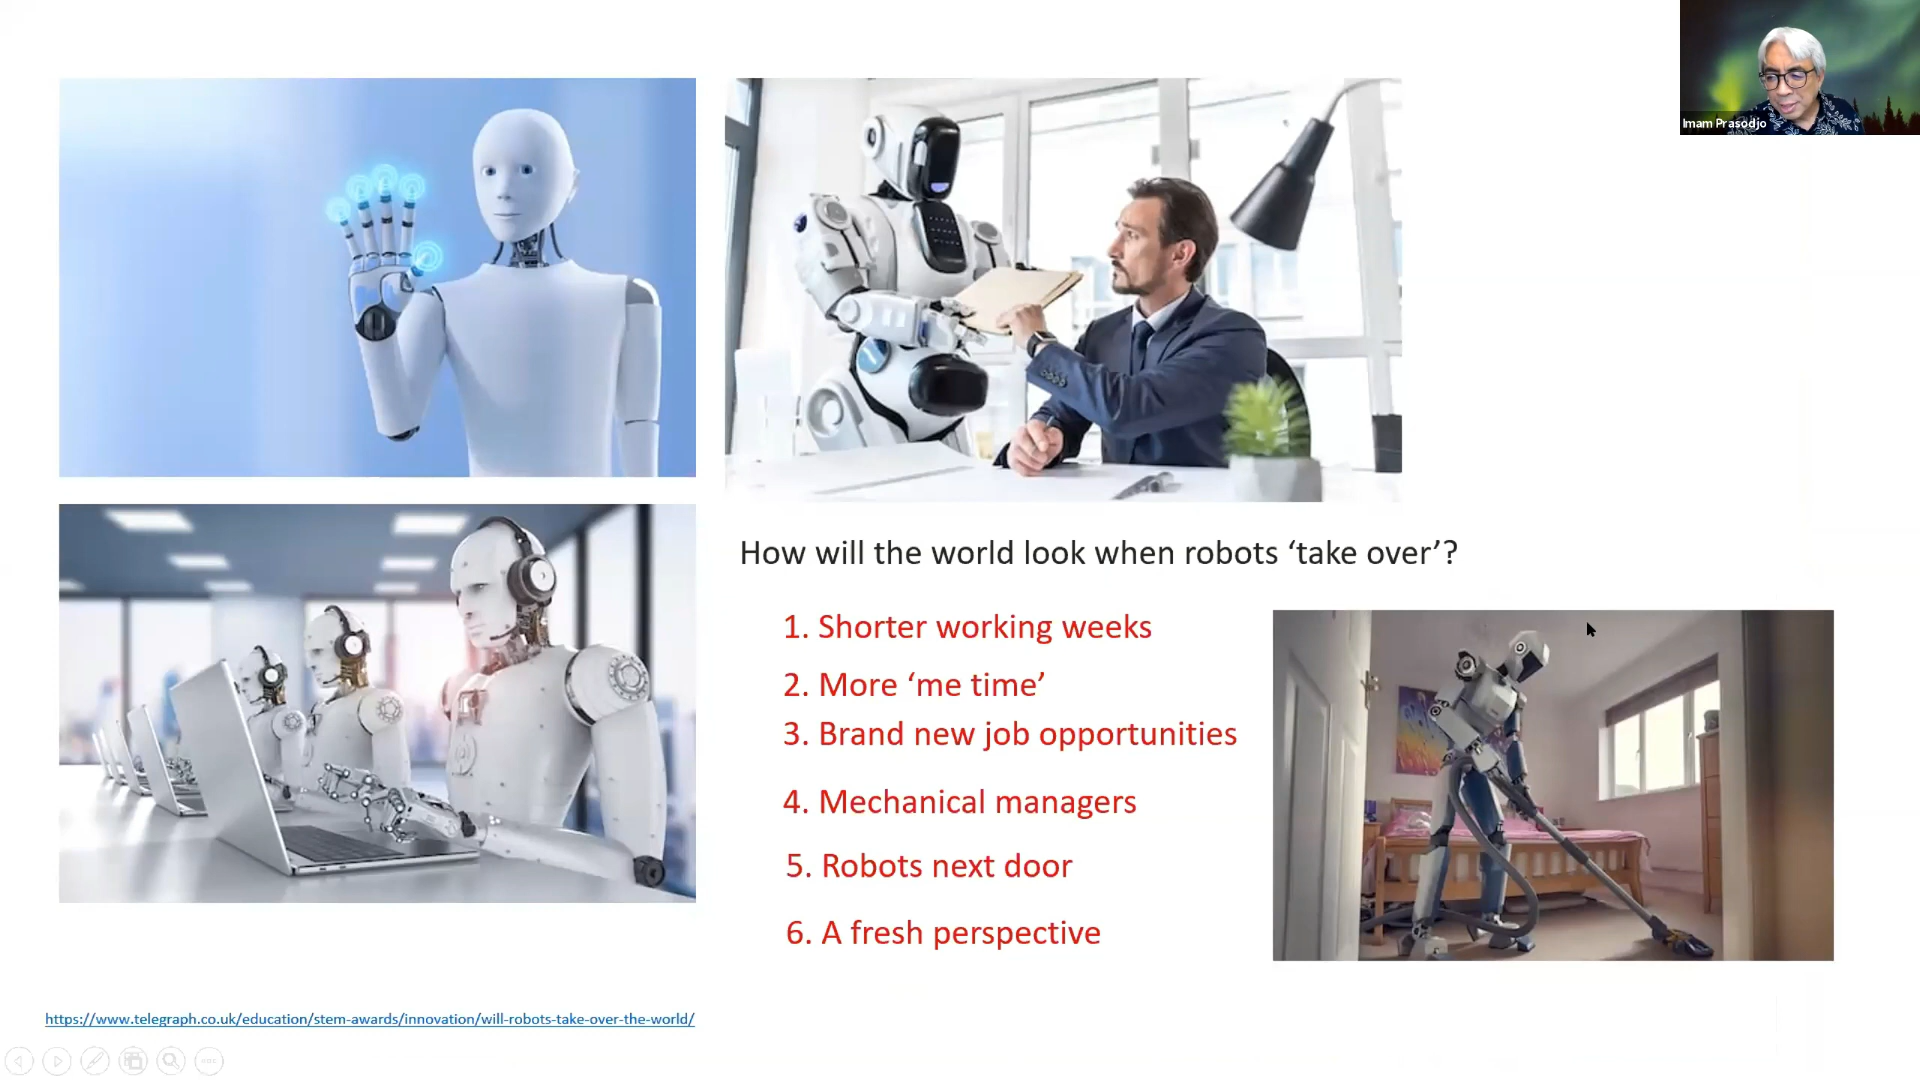 Imam Prasodjo
How will the world look when robots ‘take over’?
1. Shorter working weeks
2. More ‘me time’
3. Brand new job opportunities
4. Mechanical managers
5. Robots next door
6. A fresh perspective
https://www.telegraph.co.uk/education/stem-awards/innovation/will-robots-take-over-the-world/